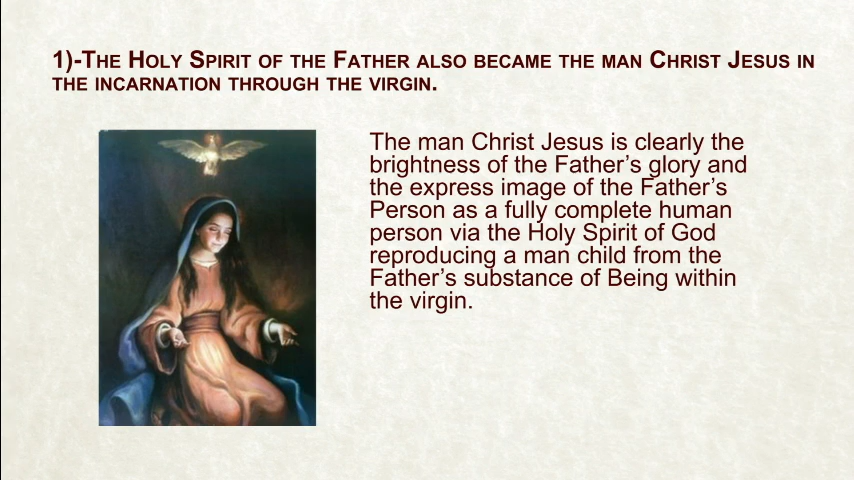 1)-The Holy Spirit of the Father also became the man Christ Jesus in
the incarnation through the virgin.
The man Christ Jesus is clearly the
brightness of the Father’s glory and
the express image of the Father’s
Person as a fully complete human
person via the Holy Spirit of God
reproducing a man child from the
Father’s substance of Being within
the virgin.